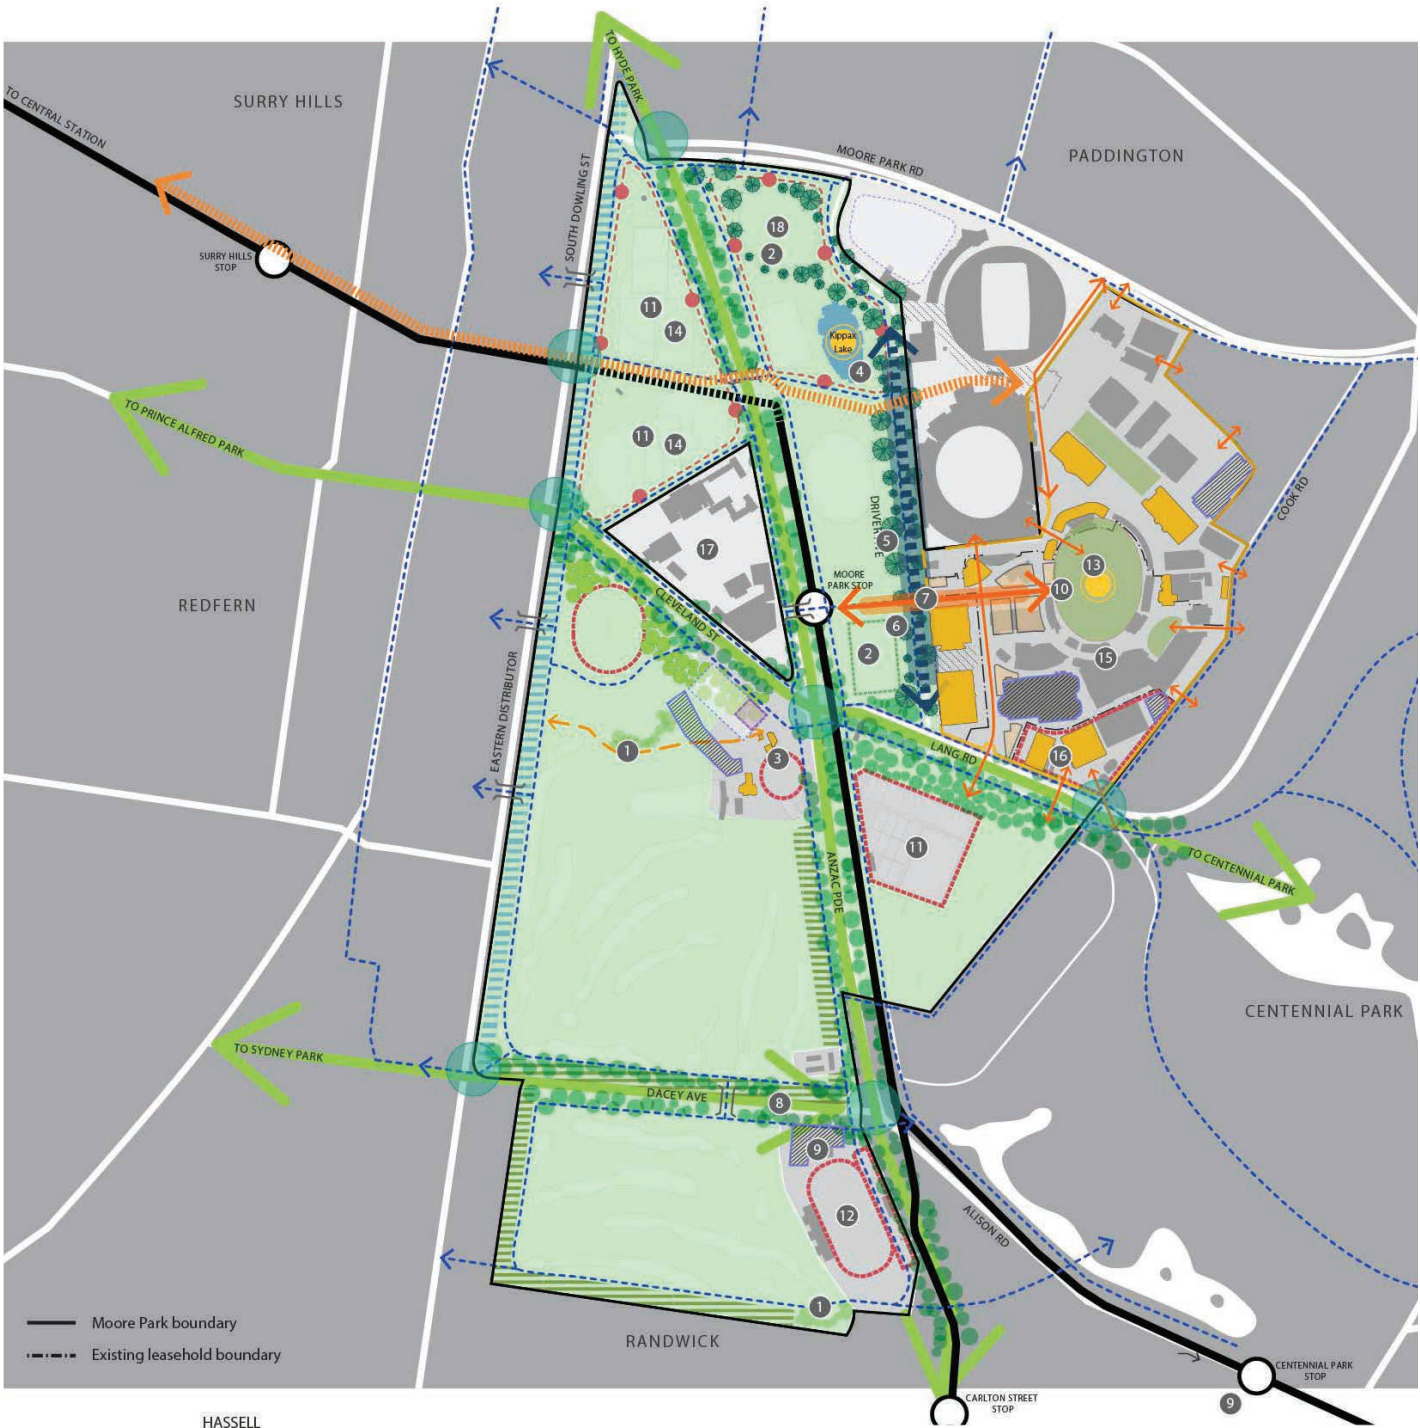 TO HYDE PARK
SURRY HILLS
TO CENTRAL STATION
MOORE PARK RD
PADDINGTON
SOUTH DOWLING ST
18
2
SURRY HILLS
STOP
11
14
Kippax
Lake
4
TO PRINCE ALFRED PARK
11
14
COOK RD
DRIVER AVE
5
17
MOORE
PARK STOP
13
10
7
REDFERN
CLEVELAND ST
6
2
15
EASTERN DISTRIBUTOR
1
3
LANG RD
16
11
ANZAC PDE
TO CENTENNIAL PARK
CENTENNIAL PARK
TO SYDNEY PARK
DACEY AVE
8
9
12
ALISON RD
1
Moore Park boundary
RANDWICK
Existing leasehold boundary
CENTENNIAL PARK
STOP
CARLTON STREET
STOP
9
HASSELL